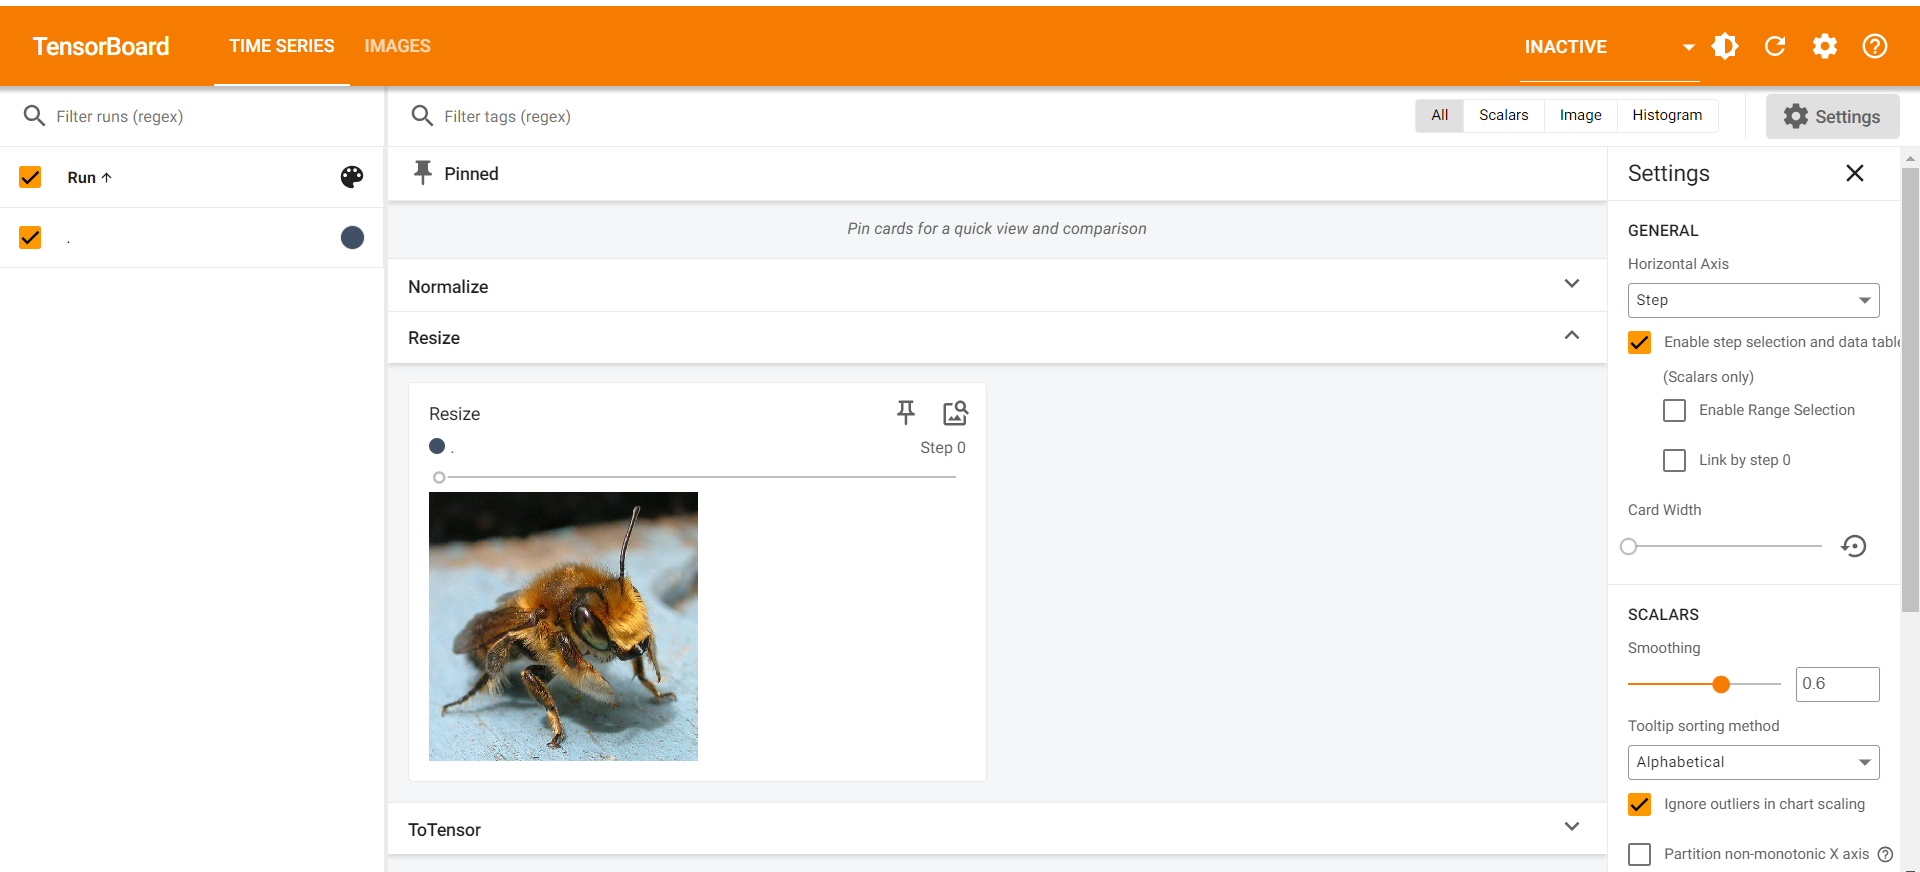 TensorBoard
TIME SERIES
IMAGES
INACTIVE
Filter runs (regex)
Filter tags (regex)
All
Scalars
Image
Histogram
Settings
Run
.
Pinned
Pin cards for a quick view and comparison
Normalize
Resize
Resize
.
Step 0
ToTensor
Settings
GENERAL
Horizontal Axis
Step
Enable step selection and data table
(Scalars only)
Enable Range Selection
Link by step 0
Card Width
SCALARS
Smoothing
0.6
Tooltip sorting method
Alphabetical
Ignore outliers in chart scaling
Partition non-monotonic X axis